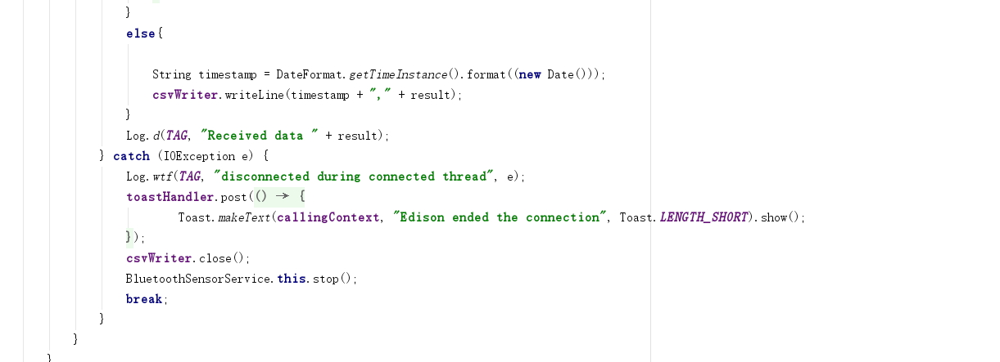 }
else{
String timestamp = DateFormat.getTimeInstance().format((new Date()));
csvWriter.writeLine(timestamp + "," + result);
}
Log.d(TAG, "Received data " + result);
} catch (IOException e) {
Log.wtf(TAG, "disconnected during connected thread", e);
toastHandler.post(() → {
Toast.makeText(callingContext, "Edison ended the connection", Toast.LENGTH_SHORT).show();
});
csvWriter.close();
BluetoothSensorService.this.stop();
break;
}
}
}